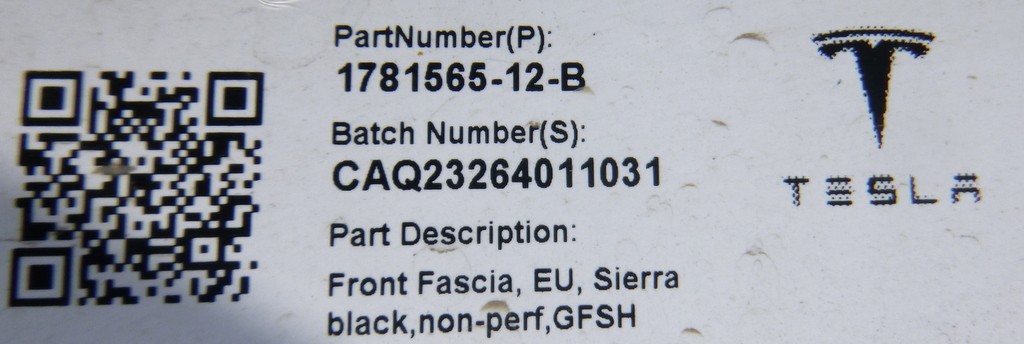 PartNumber(P):
1781565-12-B
Batch Number(S):
CAQ23264011031
Part Description:
Front Fascia, EU, Sierra
black,non-perf,GFSH
TESLA